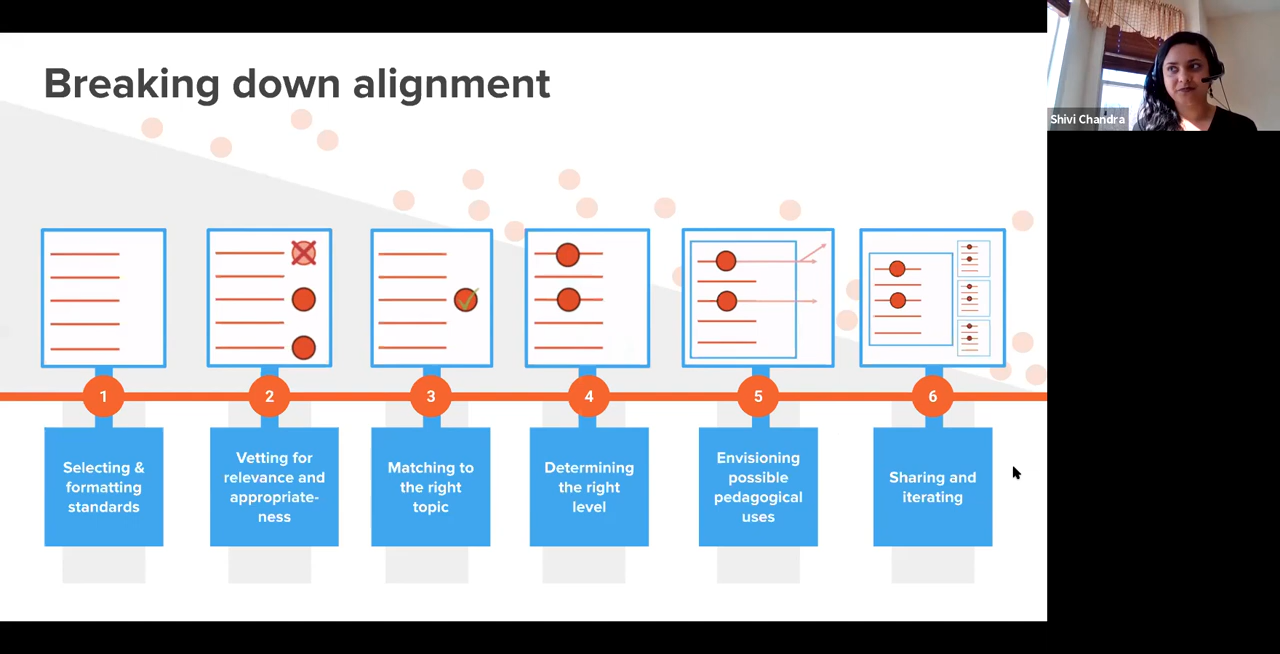 Breaking down alignment
Shivi Chandra
1
2
3
4
5
6
Selecting &
formatting
standards
Vetting for
relevance and
appropriate-
ness
Matching to
the right
topic
Determining
the right
level
Envisioning
possible
pedagogical
uses
Sharing and
iterating